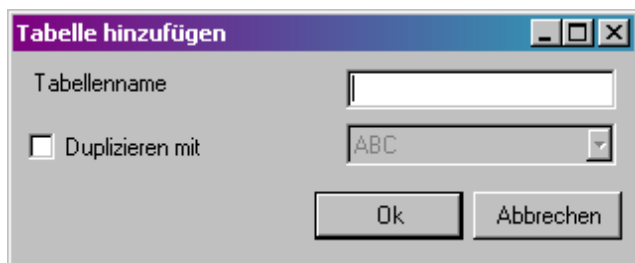 Tabelle hinzufügen
Tabellenname
Duplizieren mit ABC
Ok Abbrechen